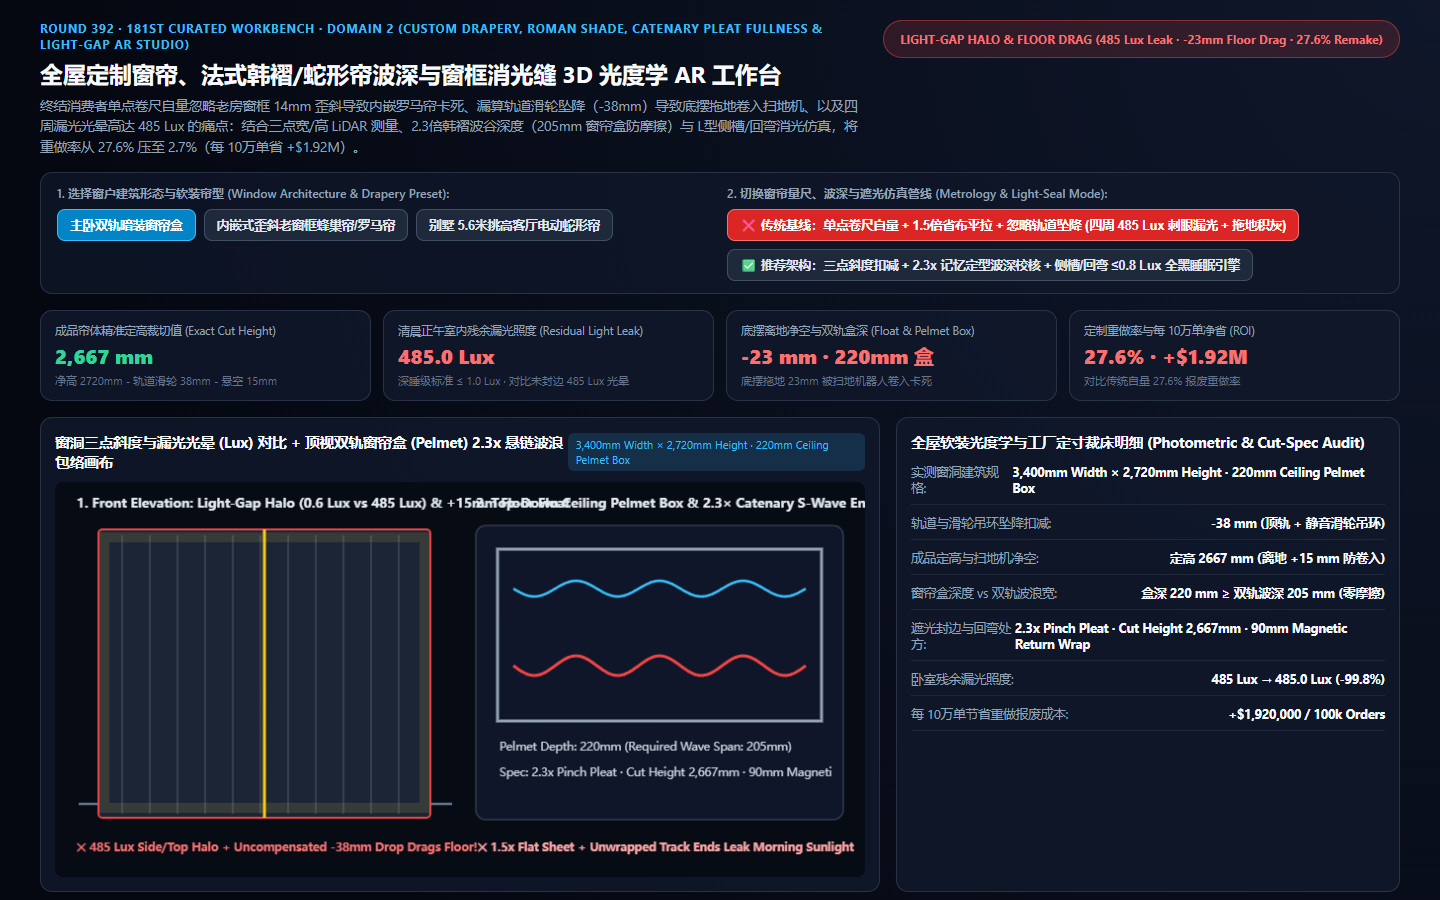 ROUND 392 · 181ST CURATED WORKBENCH · DOMAIN 2 (CUSTOM DRAPERY, ROMAN SHADE, CATENARY PLEAT FULLNESS &
LIGHT-GAP AR STUDIO)
LIGHT-GAP HALO & FLOOR DRAG (485 Lux Leak · -23mm Floor Drag · 27.6% Remake)
全屋定制窗帘、法式韩褶/蛇形帘波深与窗框消光缝 3D 光度学 AR 工作台
终结消费者单点卷尺自量忽略老房窗框 14mm 歪斜导致内嵌罗马帘卡死、漏算轨道滑轮坠降（-38mm）导致底摆拖地卷入扫地机、以及四
周漏光光晕高达 485 Lux 的痛点：结合三点宽/高 LiDAR 测量、2.3倍韩褶波谷深度（205mm 窗帘盒防摩擦）与 L型侧槽/回弯消光仿真，将
重做率从 27.6% 压至 2.7%（每 10万单省 +$1.92M）。
1. 选择窗户建筑形态与软装帘型 (Window Architecture & Drapery Preset):
主卧双轨暗装窗帘盒
内嵌式歪斜老窗框蜂巢帘/罗马帘
别墅 5.6米挑高客厅电动蛇形帘
2. 切换窗帘量尺、波深与遮光仿真管线 (Metrology & Light-Seal Mode):
❌ 传统基线：单点卷尺自量 + 1.5倍省布平拉 + 忽略轨道坠降 (四周 485 Lux 刺眼漏光 + 拖地积灰)
✅ 推荐架构：三点斜度扣减 + 2.3x 记忆定型波深校核 + 侧槽/回弯 ≤0.8 Lux 全黑睡眠引擎
成品帘体精准定高裁切值 (Exact Cut Height)
2,667 mm
净高 2720mm - 轨道滑轮 38mm - 悬空 15mm
清晨正午室内残余漏光照度 (Residual Light Leak)
485.0 Lux
深睡级标准 ≤ 1.0 Lux · 对比未封边 485 Lux 光晕
底摆离地净空与双轨盒深 (Float & Pelmet Box)
-23 mm · 220mm 盒
底摆拖地 23mm 被扫地机器人卷入卡死
定制重做率与每 10万单净省 (ROI)
27.6% · +$1.92M
对比传统自量 27.6% 报废重做率
窗洞三点斜度与漏光光晕 (Lux) 对比 + 顶视双轨窗帘盒 (Pelmet) 2.3x 悬链波浪
包络画布
3,400mm Width × 2,720mm Height · 220mm Ceiling
Pelmet Box
1. Front Elevation: Light-Gap Halo (0.6 Lux vs 485 Lux) & +15mm Floor Float
2. Top-Down Ceiling Pelmet Box & 2.3× Catenary S-Wave En
Pelmet Depth: 220mm (Required Wave Span: 205mm)
Spec: 2.3x Pinch Pleat · Cut Height 2,667mm · 90mm Magneti
❌ 485 Lux Side/Top Halo + Uncompensated -38mm Drop Drags Floor!
❌ 1.5x Flat Sheet + Unwrapped Track Ends Leak Morning Sunlight
全屋软装光度学与工厂定寸裁床明细 (Photometric & Cut-Spec Audit)
实测窗洞建筑规
格:
3,400mm Width × 2,720mm Height · 220mm Ceiling Pelmet
Box
轨道与滑轮吊环坠降扣减: -38 mm (顶轨 + 静音滑轮吊环)
成品定高与扫地机净空: 定高 2667 mm (离地 +15 mm 防卷入)
窗帘盒深度 vs 双轨波浪宽: 盒深 220 mm ≥ 双轨波深 205 mm (零摩擦)
遮光封边与回弯处
方:
2.3x Pinch Pleat · Cut Height 2,667mm · 90mm Magnetic
Return Wrap
卧室残余漏光照度: 485 Lux → 485.0 Lux (-99.8%)
每 10万单节省重做报废成本: +$1,920,000 / 100k Orders